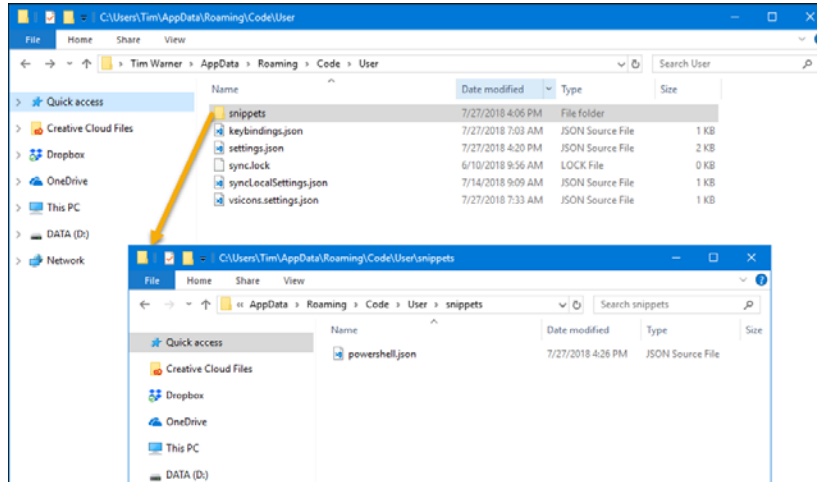 C:\Users\Tim\AppData\Roaming\Code\User
File Home Share View
Tim Warner > AppData > Roaming > Code > User Search User
Name Date modified Type Size
Quick access
snippets 7/27/2018 4:06 PM File folder
Creative Cloud Files
keybindings.json 7/27/2018 7:03 AM JSON Source File 1 KB
settings.json 7/27/2018 4:20 PM JSON Source File 2 KB
Dropbox
sync.lock 6/10/2018 9:56 AM LOCK File 0 KB
OneDrive
syncLocalSettings.json 7/14/2018 9:09 AM JSON Source File 1 KB
vsicons.settings.json 7/27/2018 7:33 AM JSON Source File 1 KB
This PC
DATA (D:)
Network
C:\Users\Tim\AppData\Roaming\Code\User\snippets
File Home Share View
« AppData > Roaming > Code > User > snippets Search snippets
Name Date modified Type Size
Quick access
powershell.json 7/27/2018 4:26 PM JSON Source File
Creative Cloud Files
Dropbox
OneDrive
This PC
DATA (D:)